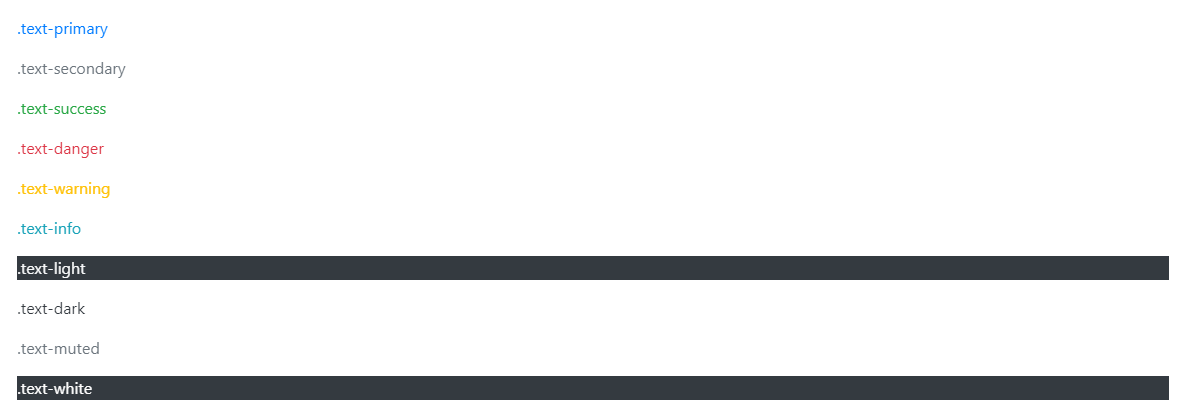 .text-primary
.text-secondary
.text-success
.text-danger
.text-warning
.text-info
.text-light
.text-dark
.text-muted
.text-white